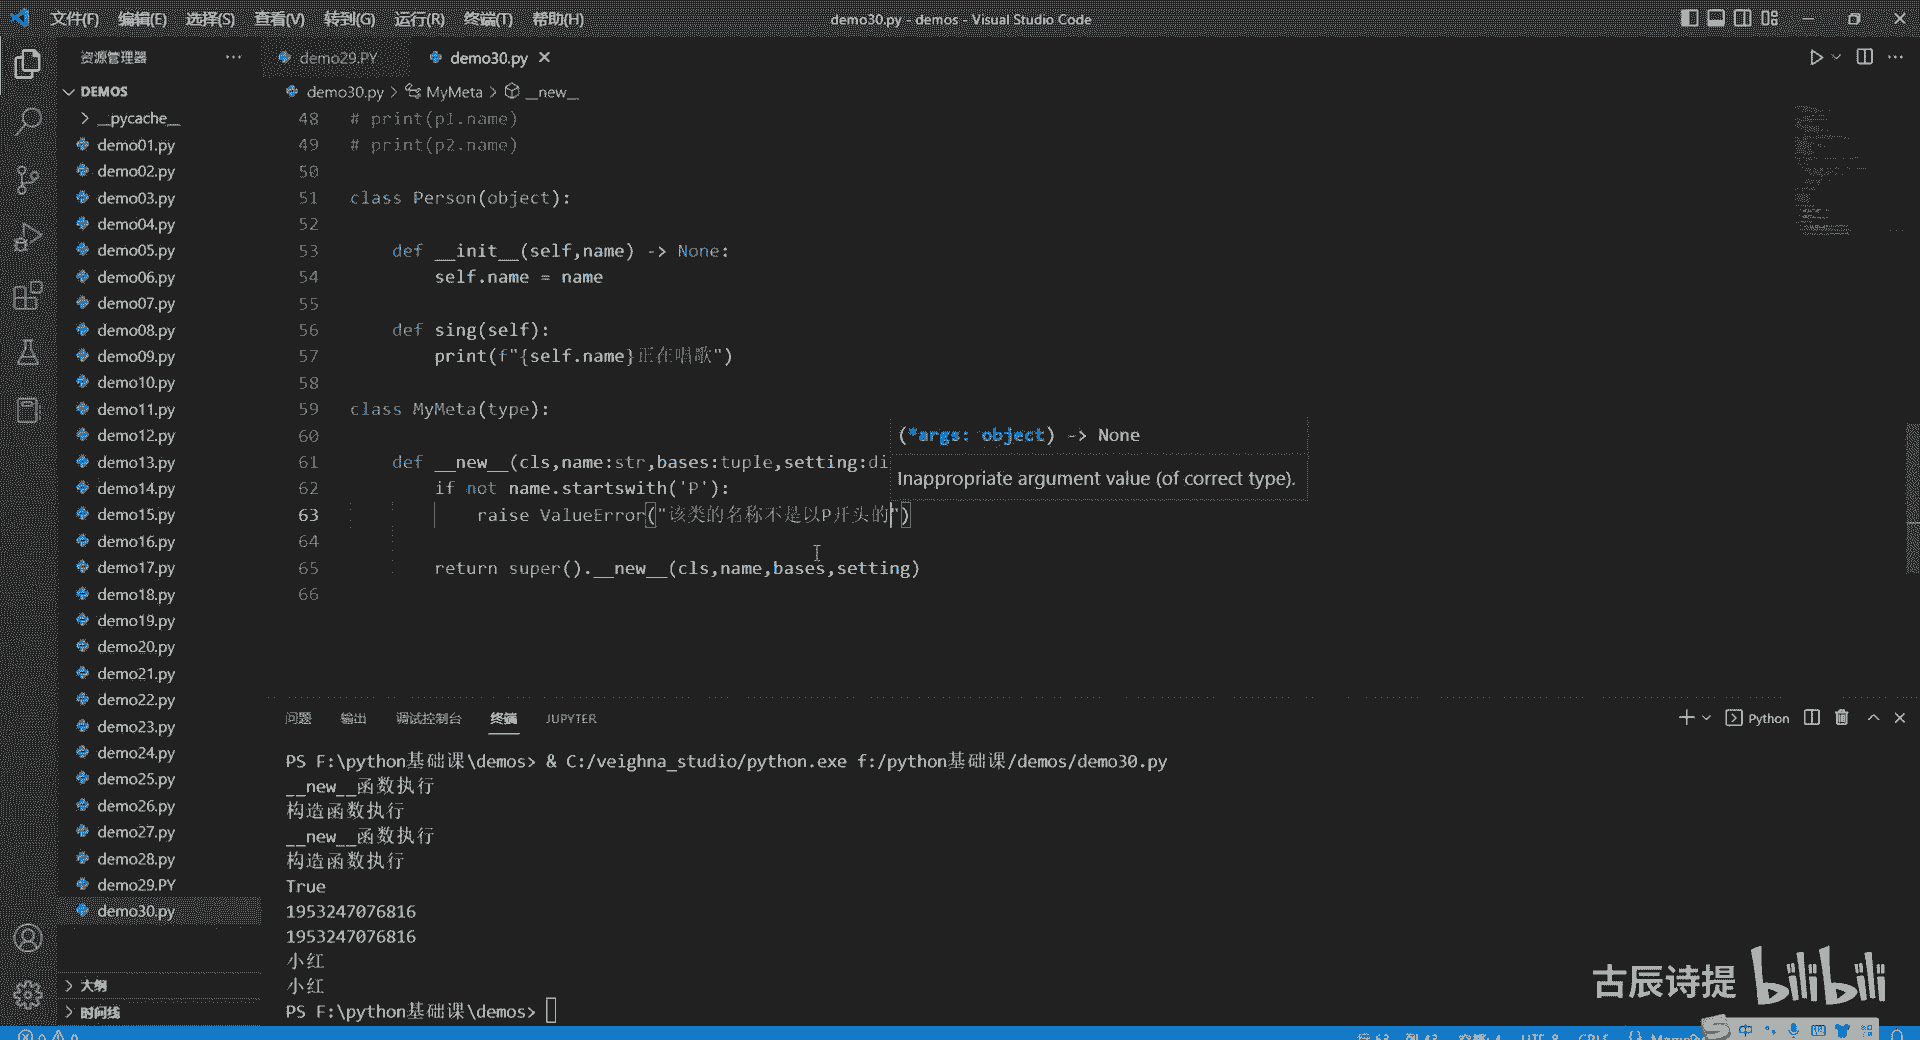 文件(F) 编辑(E) 选择(S) 查看(V) 转到(G) 运行(R) 终端(T) 帮助(H) demo30.py - demos - Visual Studio Code
资源管理器 demo29.PY demo30.py
DEMOS demo30.py > MyMeta > __new__
__pycache__
demo01.py
demo02.py
demo03.py
demo04.py
demo05.py
demo06.py
demo07.py
demo08.py
demo09.py
demo10.py
demo11.py
demo12.py
demo13.py
demo14.py
demo15.py
demo16.py
demo17.py
demo18.py
demo19.py
demo20.py
demo21.py
demo22.py
demo23.py
demo24.py
demo25.py
demo26.py
demo27.py
demo28.py
demo29.PY
demo30.py
大纲
时间线
48 # print(p1.name)
49 # print(p2.name)
50
51 class Person(object):
52
53 def __init__(self,name) -> None:
54 self.name = name
55
56 def sing(self):
57 print(f"{self.name}正在唱歌")
58
59 class MyMeta(type):
60
61 def __new__(cls,name:str,bases:tuple,setting:di
62 if not name.startswith('P'):
63 raise ValueError("该类的名称不是以P开头的")
64
65 return super().__new__(cls,name,bases,setting)
66
(*args: object) -> None
Inappropriate argument value (of correct type).
问题 输出 调试控制台 终端 JUPYTER Python
PS F:\python基础课\demos> & C:/veighna_studio/python.exe f:/python基础课/demos/demo30.py
__new__函数执行
构造函数执行
__new__函数执行
构造函数执行
True
1953247076816
1953247076816
小红
小红
PS F:\python基础课\demos>
古辰诗提 bilibili